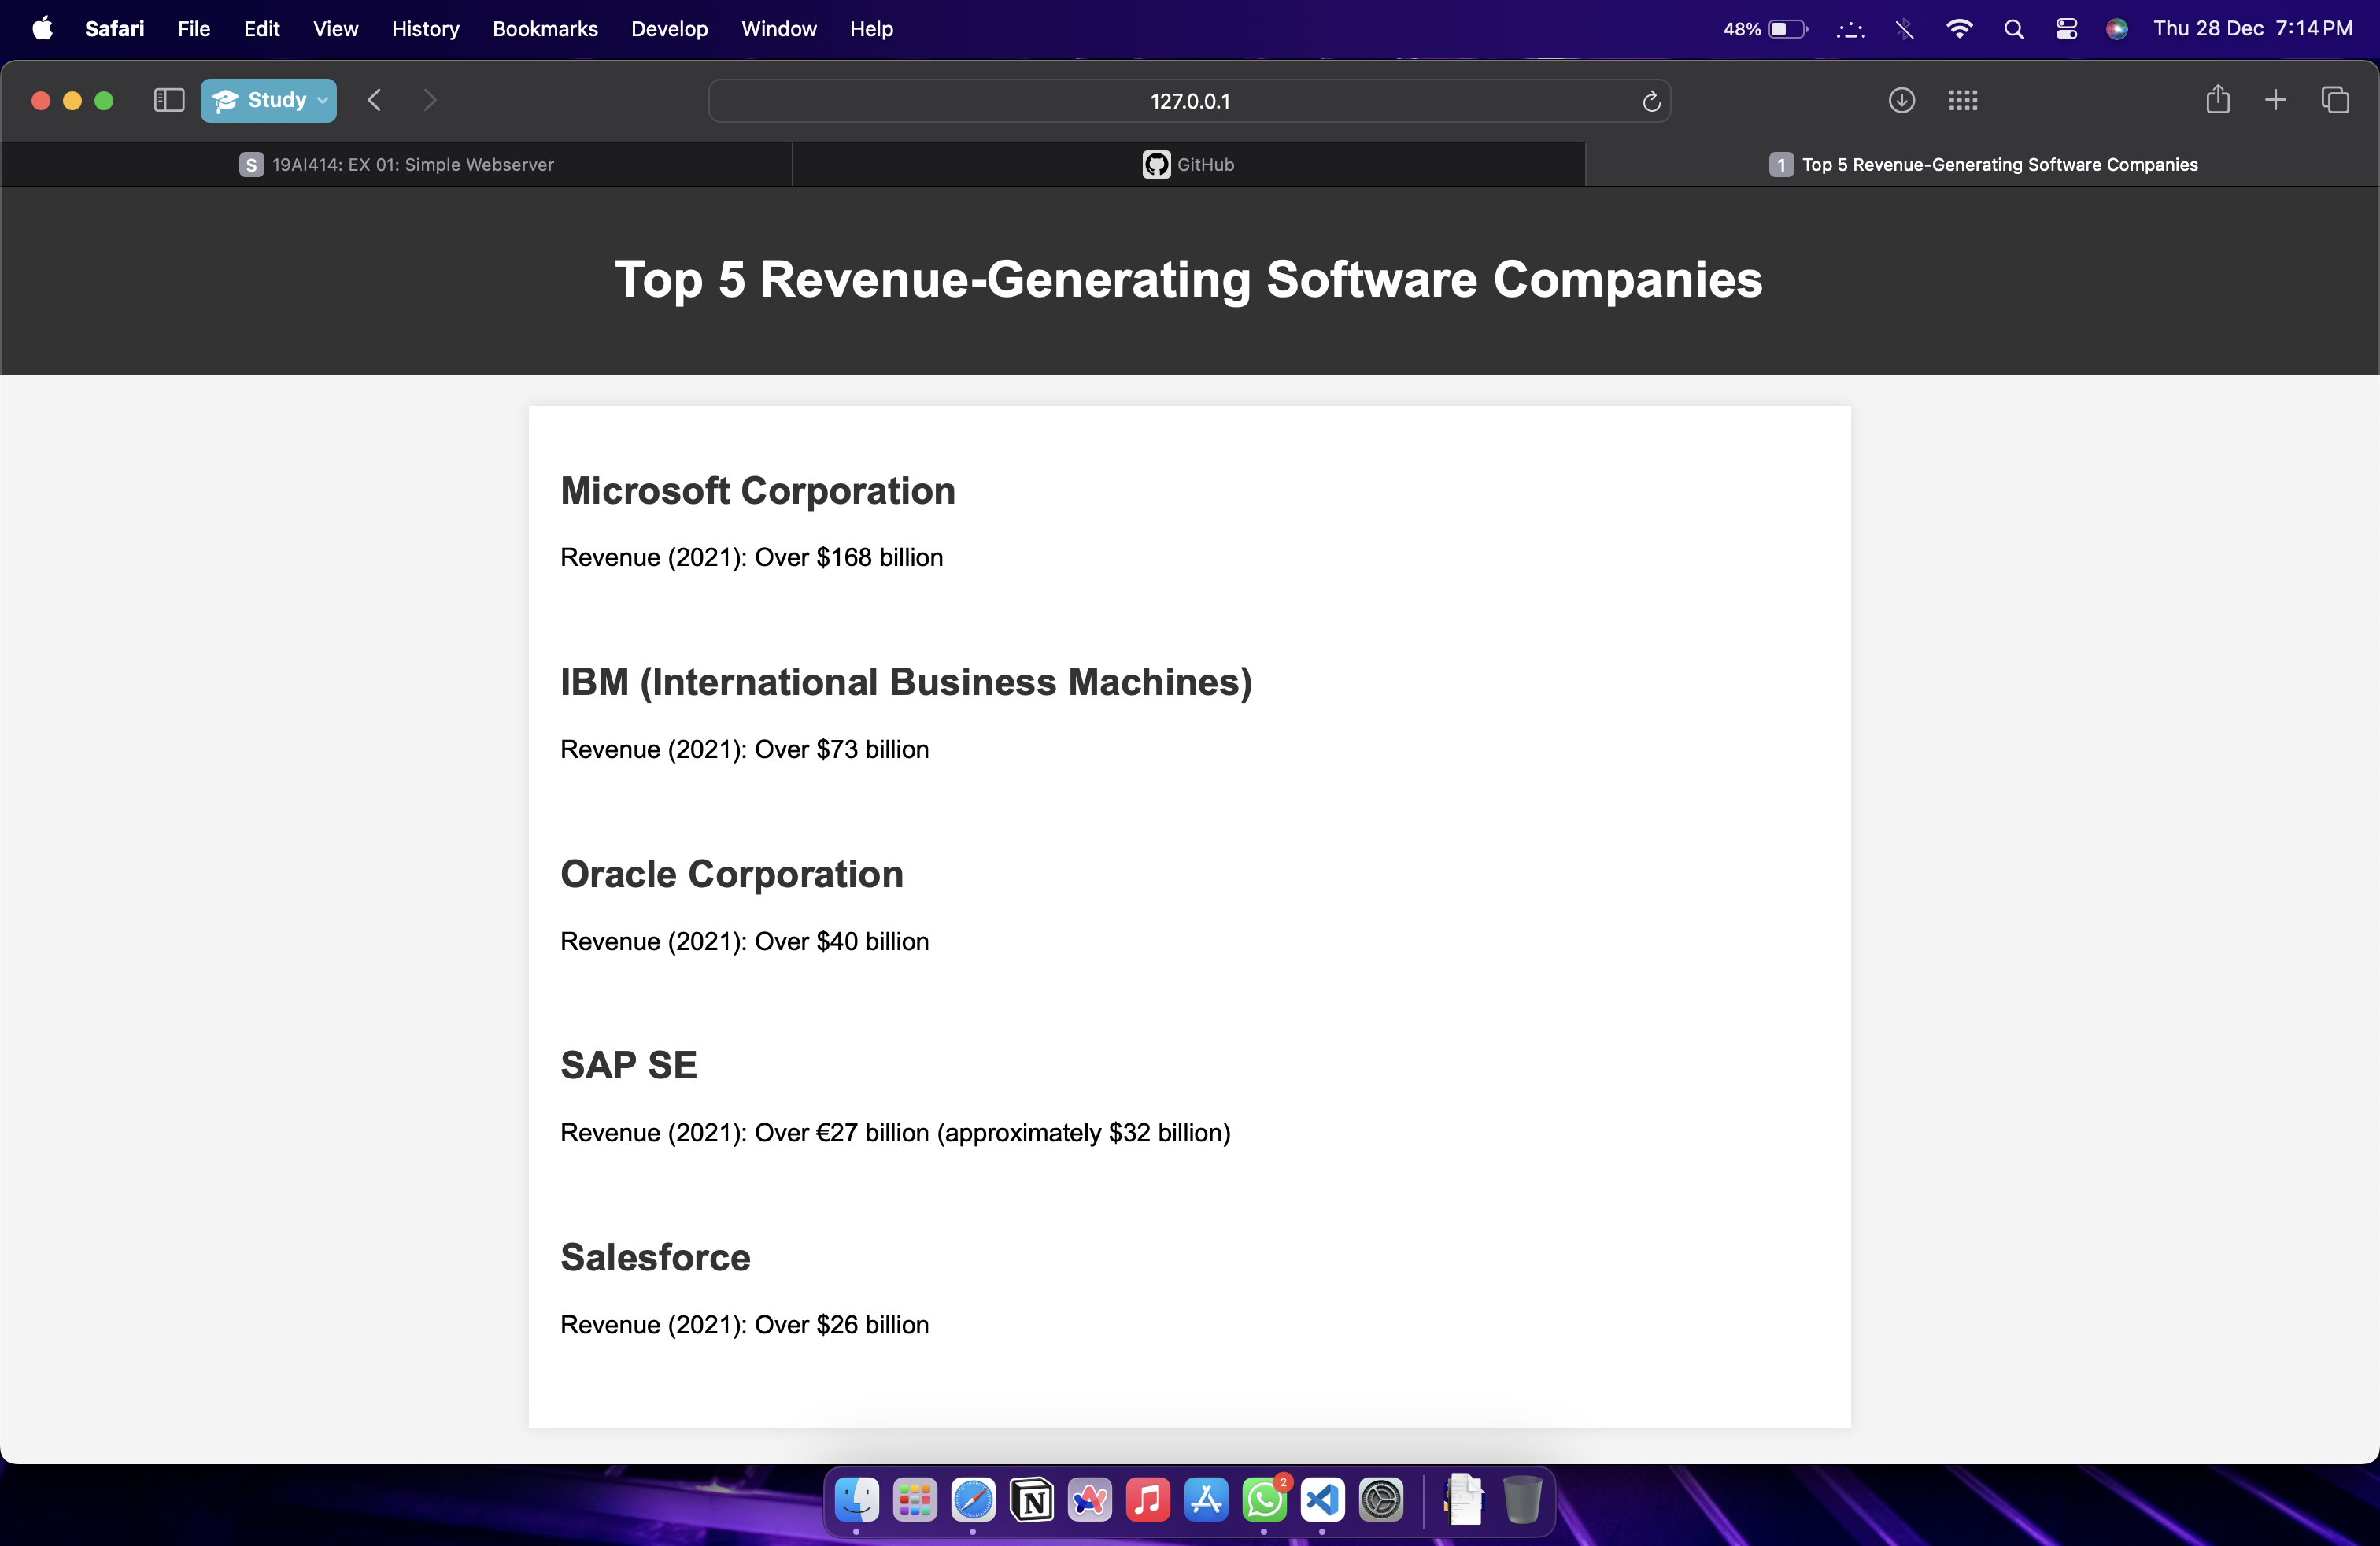 Safari File Edit View History Bookmarks Develop Window Help 48% Thu 28 Dec 7:14 PM
Study 127.0.0.1
S 19AI414: EX 01: Simple Webserver GitHub 1 Top 5 Revenue-Generating Software Companies
Top 5 Revenue-Generating Software Companies
Microsoft Corporation
Revenue (2021): Over $168 billion
IBM (International Business Machines)
Revenue (2021): Over $73 billion
Oracle Corporation
Revenue (2021): Over $40 billion
SAP SE
Revenue (2021): Over €27 billion (approximately $32 billion)
Salesforce
Revenue (2021): Over $26 billion
2